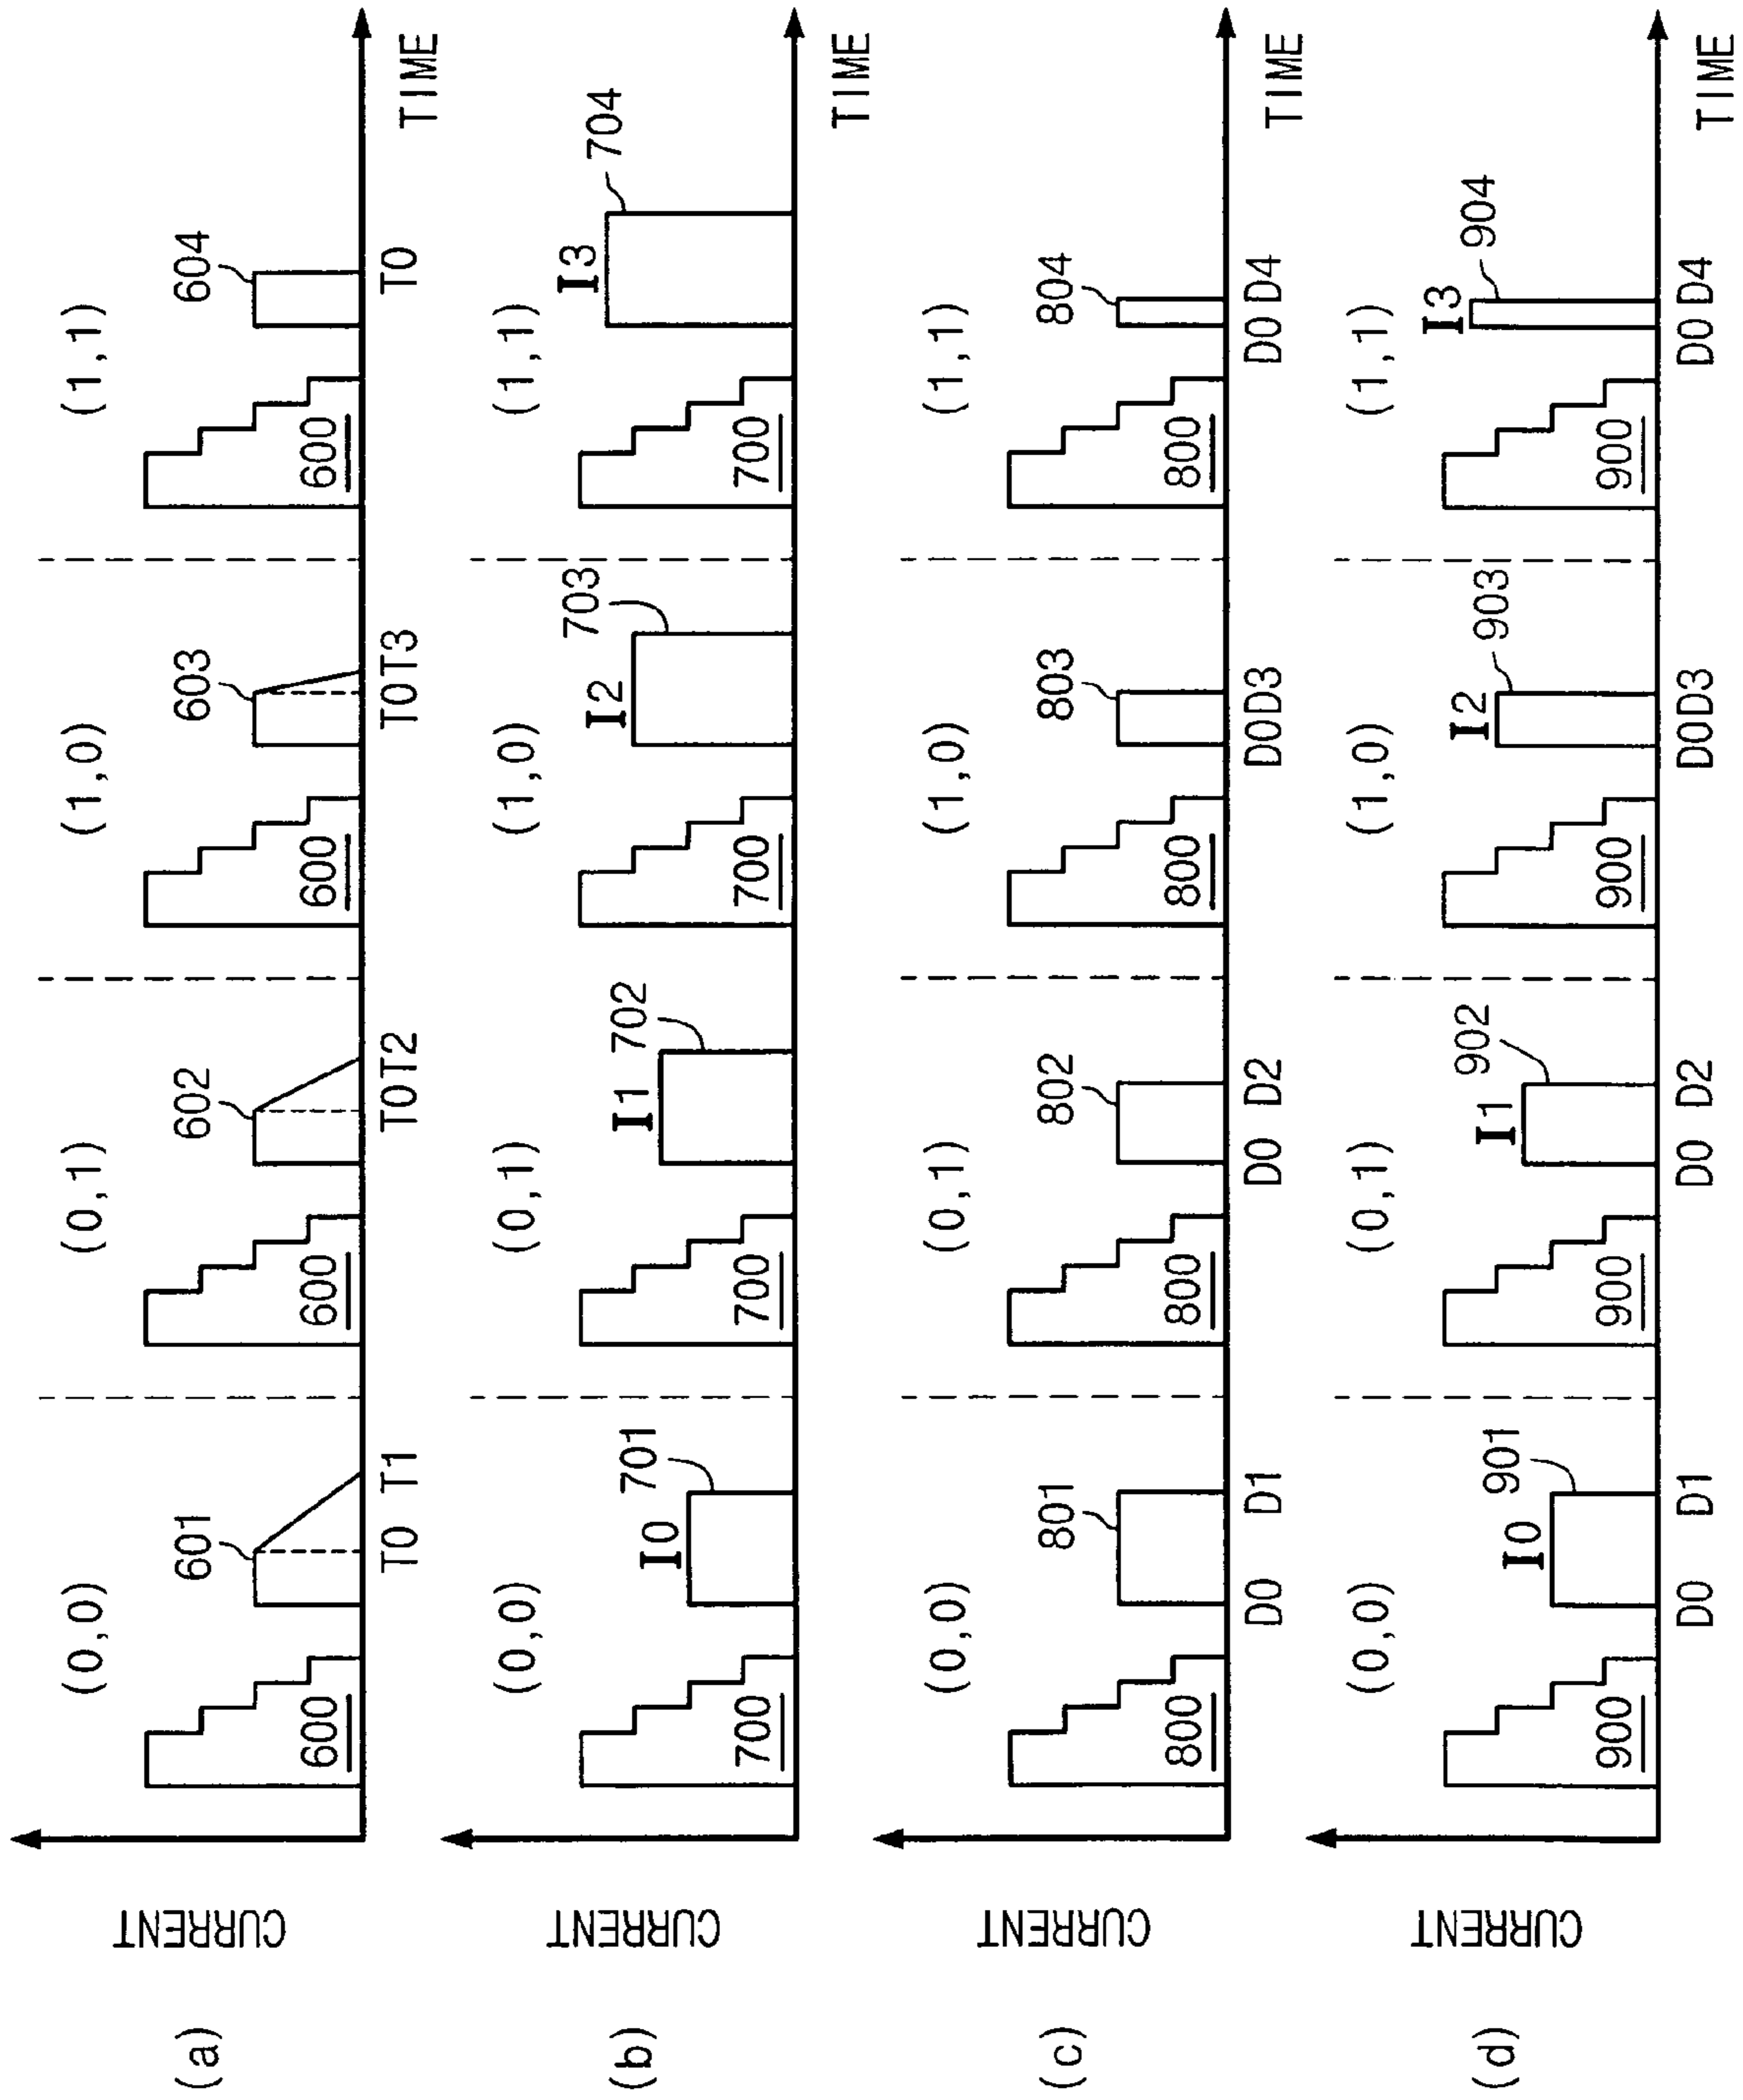 (a)
CURRENT
(0,0)
(0,1)
(1,0)
(1,1)
601
602
603
604
600
600
600
600
T0 T1
T0T2
T0T3
T0
TIME
(b)
CURRENT
(0,0)
(0,1)
(1,0)
(1,1)
I0
701
I1
702
I2
703
I3
704
700
700
700
700
TIME
(c)
CURRENT
(0,0)
(0,1)
(1,0)
(1,1)
801
802
803
804
800
800
800
800
D0 D1
D0 D2
D0D3
D0 D4
TIME
(d)
CURRENT
(0,0)
(0,1)
(1,0)
(1,1)
I0
901
I1
902
I2
903
I3
904
900
900
900
900
D0 D1
D0 D2
D0D3
D0 D4
TIME